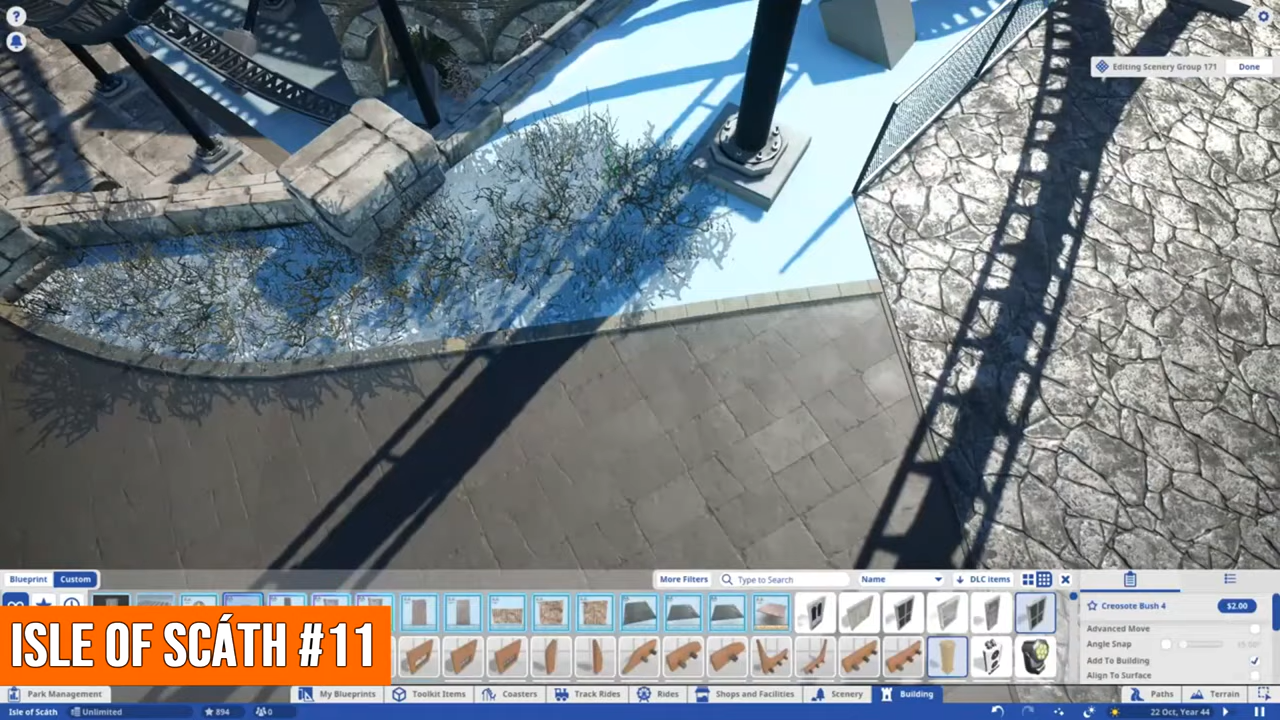 ?
Editing Scenery Group 171 Done
Blueprint Custom More Filters Type to Search Name DLC items
Creosote Bush 4 $2.00
Advanced Move
Angle Snap
Add To Building
Align To Surface
ISLE OF SCÁTH #11
Park Management My Blueprints Toolkit Items Coasters Track Rides Rides Shops and Facilities Scenery Building Paths Terrain
Isle of Scáth Unlimited 894 0 22 Oct, Year 44